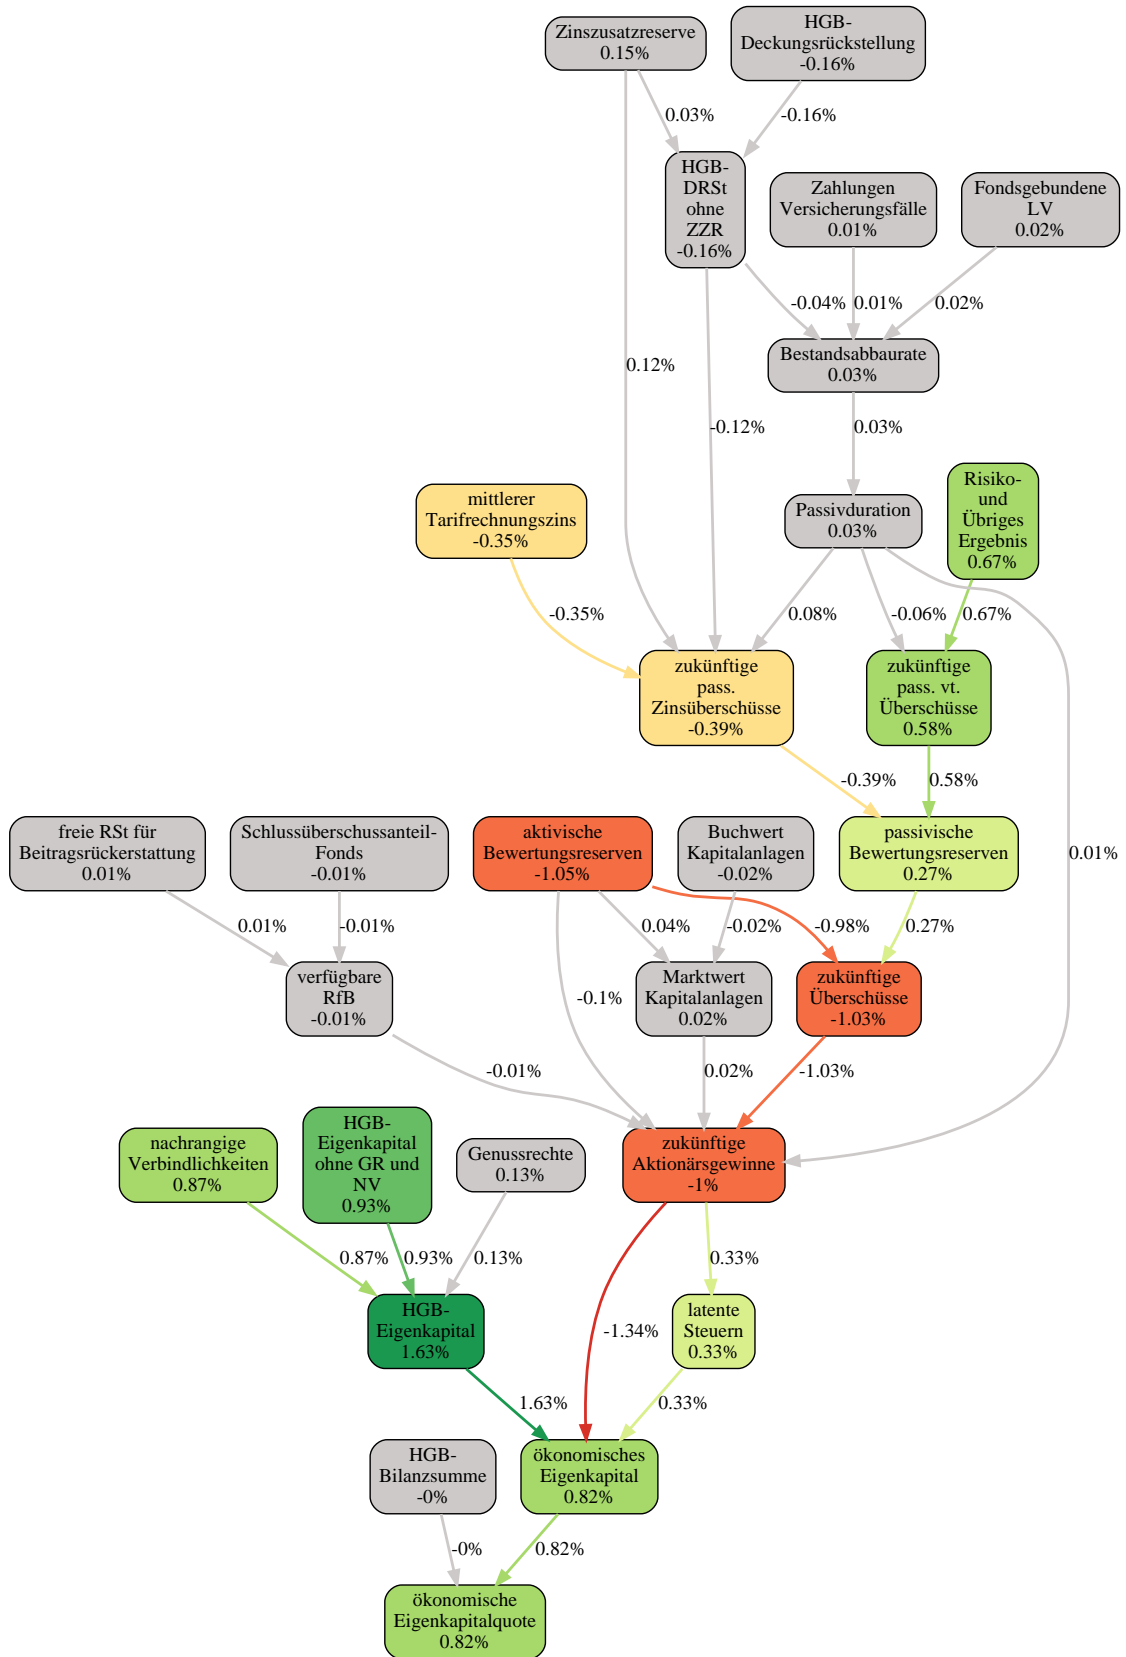 Zinszusatzreserve
0.15%
HGB-
Deckungsrückstellung
-0.16%
0.03%
-0.16%
HGB-
DRSt
ohne
ZZR
-0.16%
Zahlungen
Versicherungsfälle
0.01%
Fondsgebundene
LV
0.02%
-0.04%
0.01%
0.02%
Bestandsabbaurate
0.03%
0.12%
-0.12%
0.03%
mittlerer
Tarifrechnungszins
-0.35%
Passivduration
0.03%
Risiko-
und
Übriges
Ergebnis
0.67%
-0.35%
0.08%
-0.06%
0.67%
zukünftige
pass.
Zinsüberschüsse
-0.39%
zukünftige
pass. vt.
Überschüsse
0.58%
-0.39%
0.58%
freie RSt für
Beitragsrückerstattung
0.01%
Schlussüberschussanteil-
Fonds
-0.01%
aktivische
Bewertungsreserven
-1.05%
Buchwert
Kapitalanlagen
-0.02%
passivische
Bewertungsreserven
0.27%
0.01%
0.01%
-0.01%
0.04%
-0.02%
-0.98%
0.27%
verfügbare
RfB
-0.01%
-0.1%
Marktwert
Kapitalanlagen
0.02%
zukünftige
Überschüsse
-1.03%
-0.01%
0.02%
-1.03%
nachrangige
Verbindlichkeiten
0.87%
HGB-
Eigenkapital
ohne GR und
NV
0.93%
Genussrechte
0.13%
zukünftige
Aktionärsgewinne
-1%
0.87%
0.93%
0.13%
0.33%
HGB-
Eigenkapital
1.63%
-1.34%
latente
Steuern
0.33%
1.63%
0.33%
HGB-
Bilanzsumme
-0%
ökonomisches
Eigenkapital
0.82%
-0%
0.82%
ökonomische
Eigenkapitalquote
0.82%